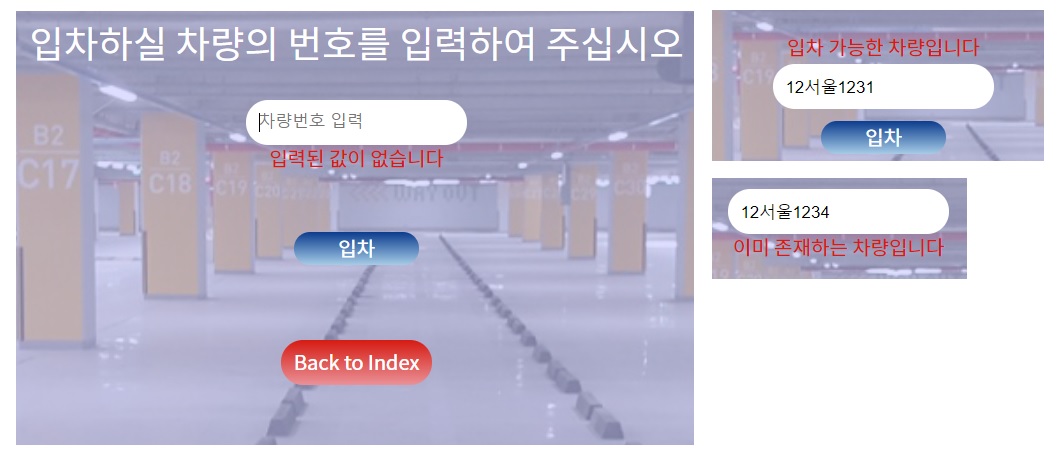 입차하실 차량의 번호를 입력하여 주십시오
차량번호 입력
입력된 값이 없습니다
B2
C17
B2
C18
B2
C19
C20
<<<< WAY OUT
C30
입차
Back to Index
C19
입차 가능한 차량입니다
12서울1231
입차
12서울1234
이미 존재하는 차량입니다